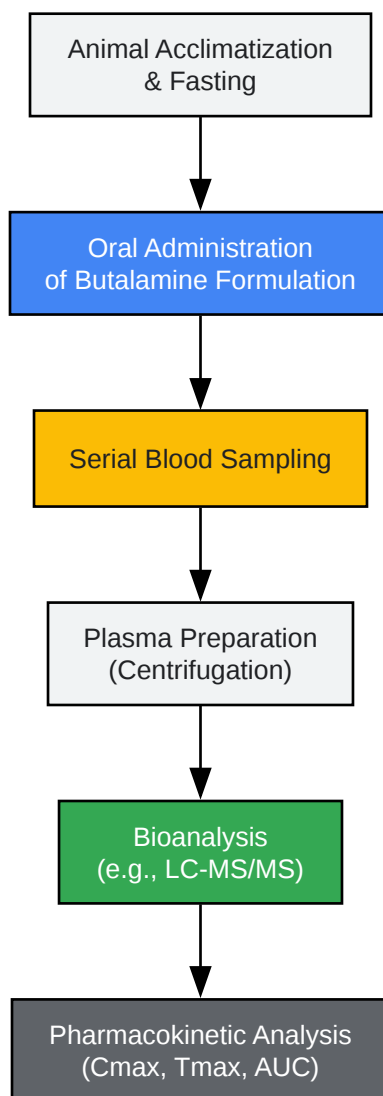 Animal Acclimatization
& Fasting
Oral Administration
of Butalamine Formulation
Serial Blood Sampling
Plasma Preparation
(Centrifugation)
Bioanalysis
(e.g., LC-MS/MS)
Pharmacokinetic Analysis
(Cmax, Tmax, AUC)